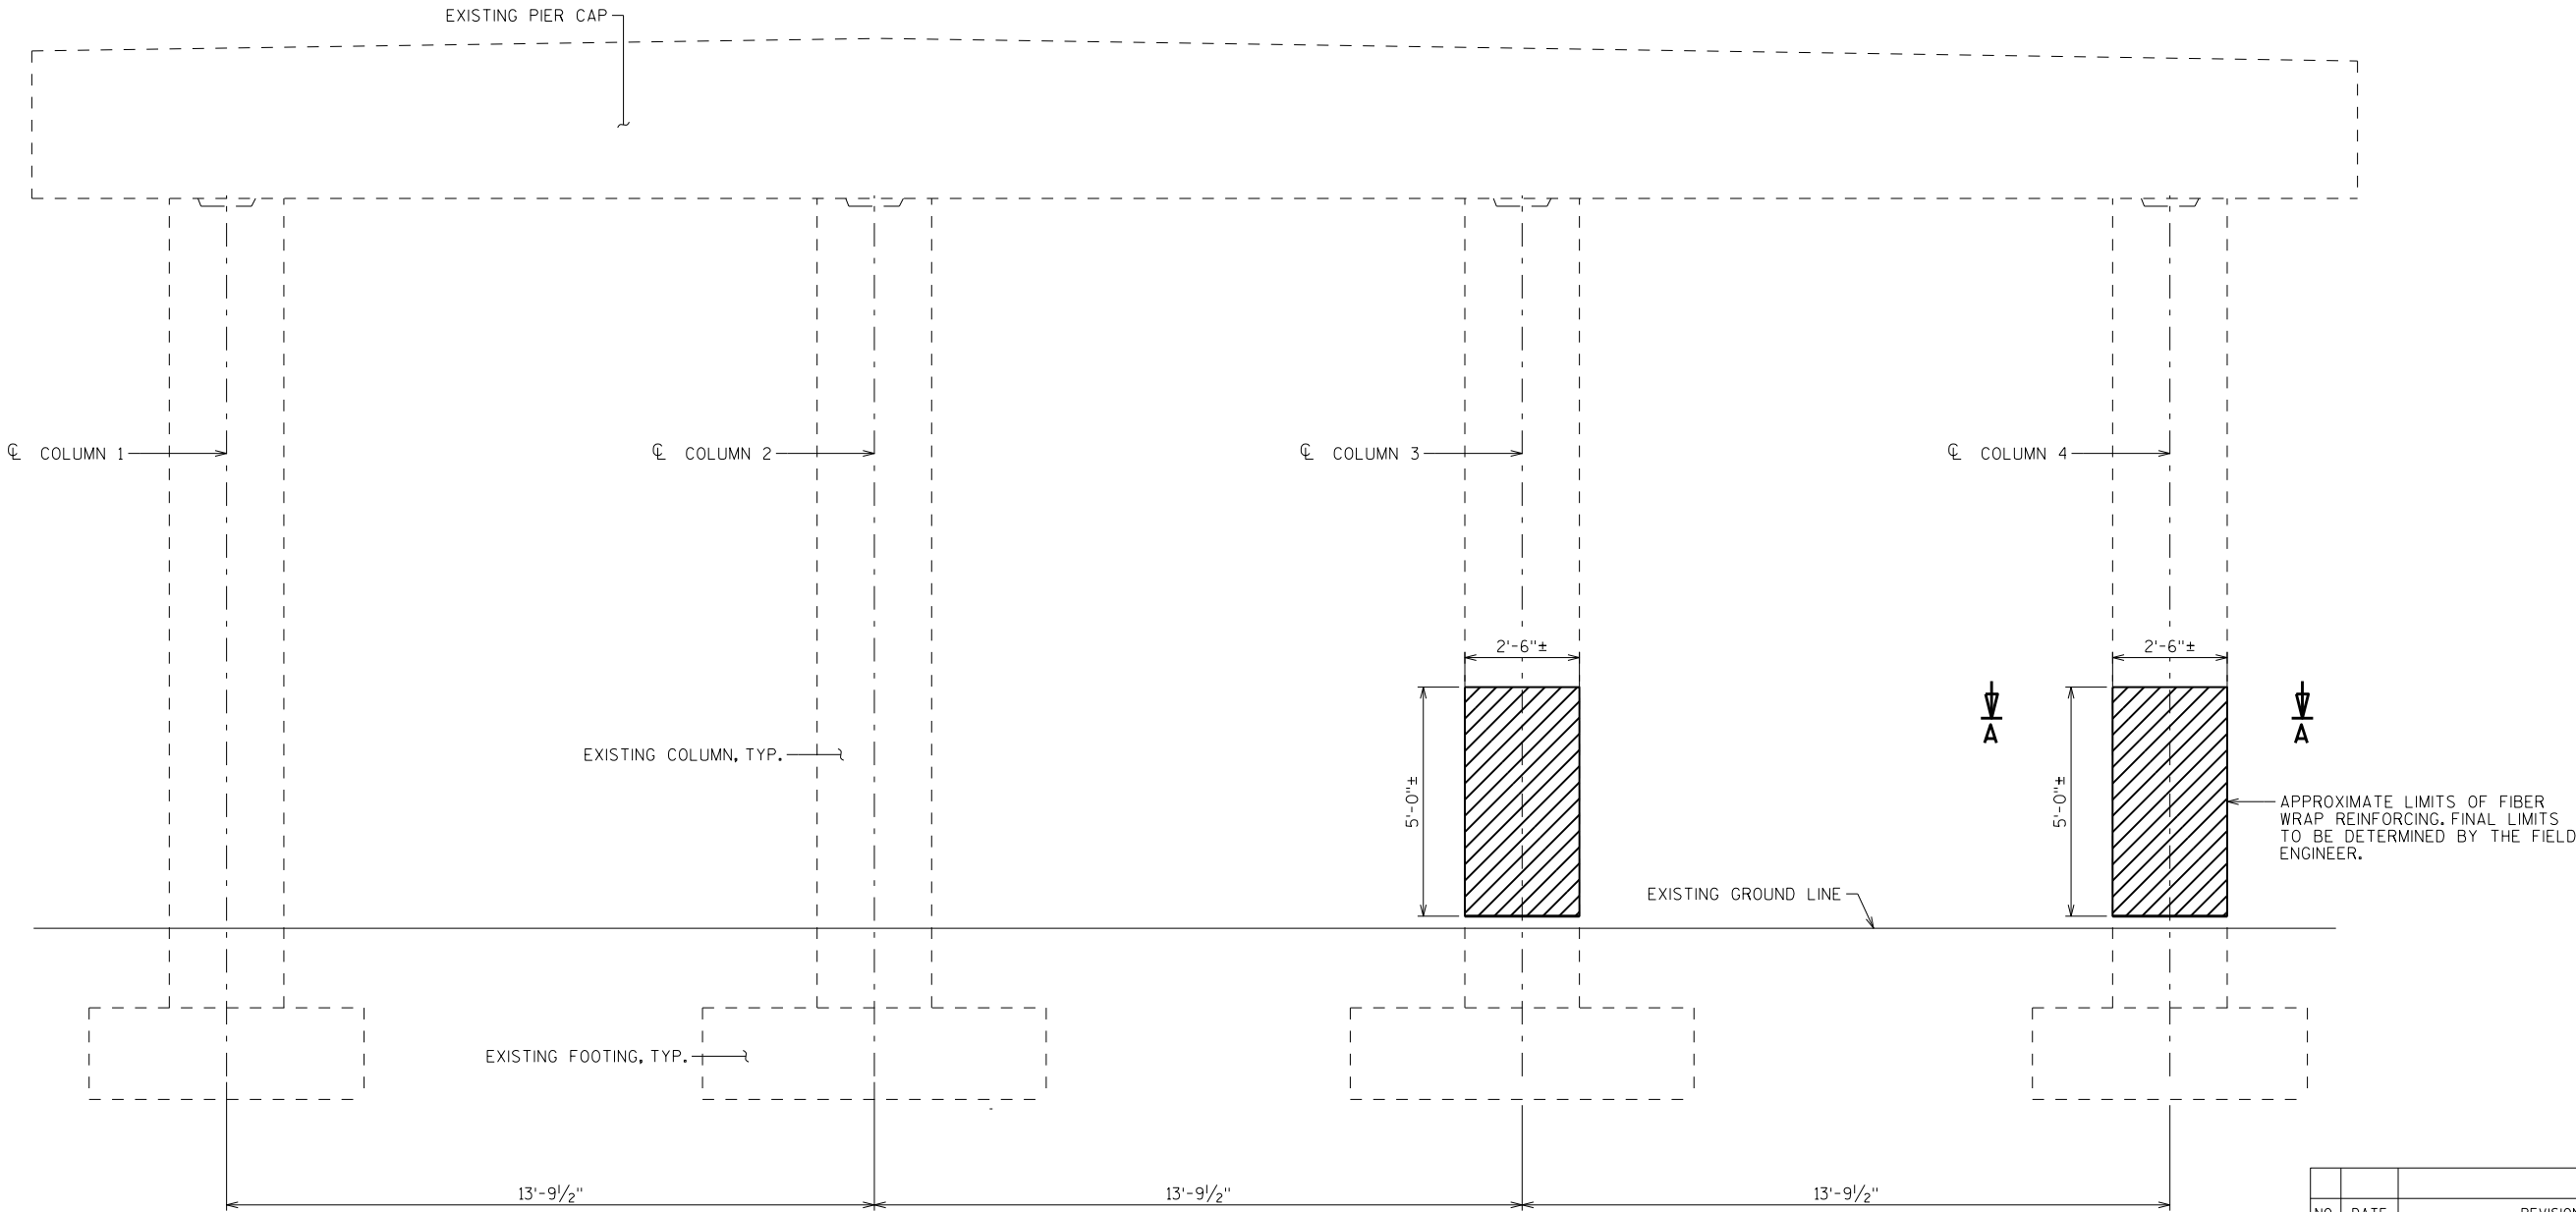 EXISTING PIER CAP
℄ COLUMN 1
℄ COLUMN 2
℄ COLUMN 3
℄ COLUMN 4
2'-6"±
2'-6"±
A
A
EXISTING COLUMN, TYP.
5'-0"±
5'-0"±
APPROXIMATE LIMITS OF FIBER
WRAP REINFORCING. FINAL LIMITS
TO BE DETERMINED BY THE FIELD
ENGINEER.
EXISTING GROUND LINE
EXISTING FOOTING, TYP.
13'-9½"
13'-9½"
13'-9½"
NO. DATE REVISION